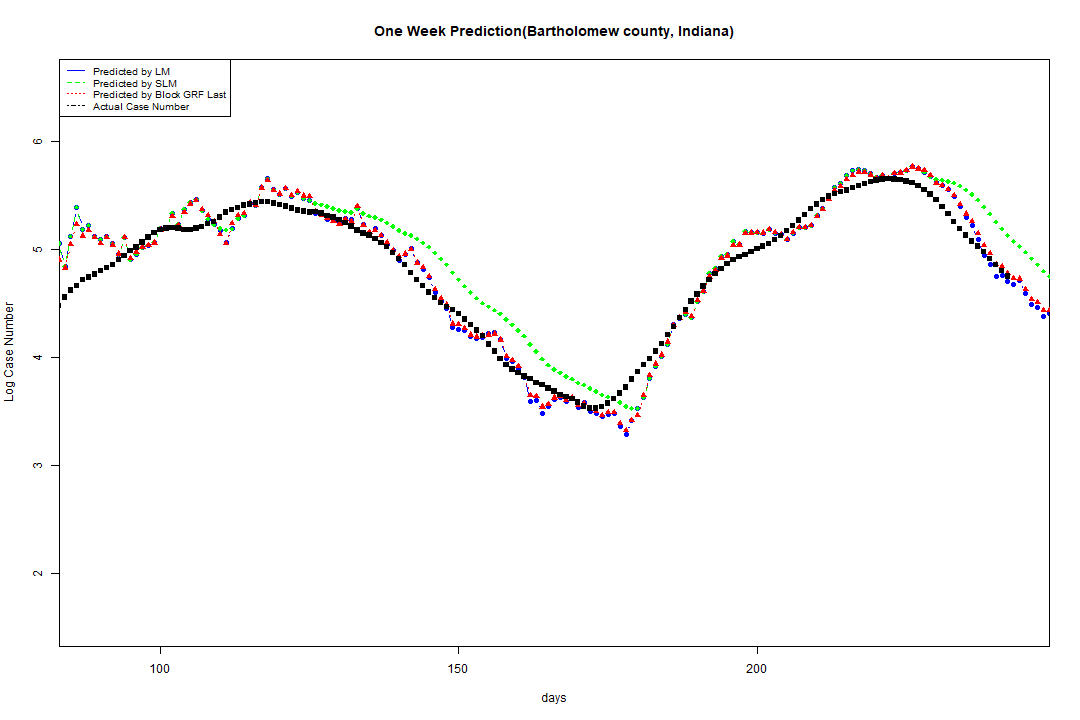 One Week Prediction(Bartholomew county, Indiana)
Predicted by LM
Predicted by SLM
Predicted by Block GRF Last
Actual Case Number
6
5
4
3
2
Log Case Number
100 150 200
days